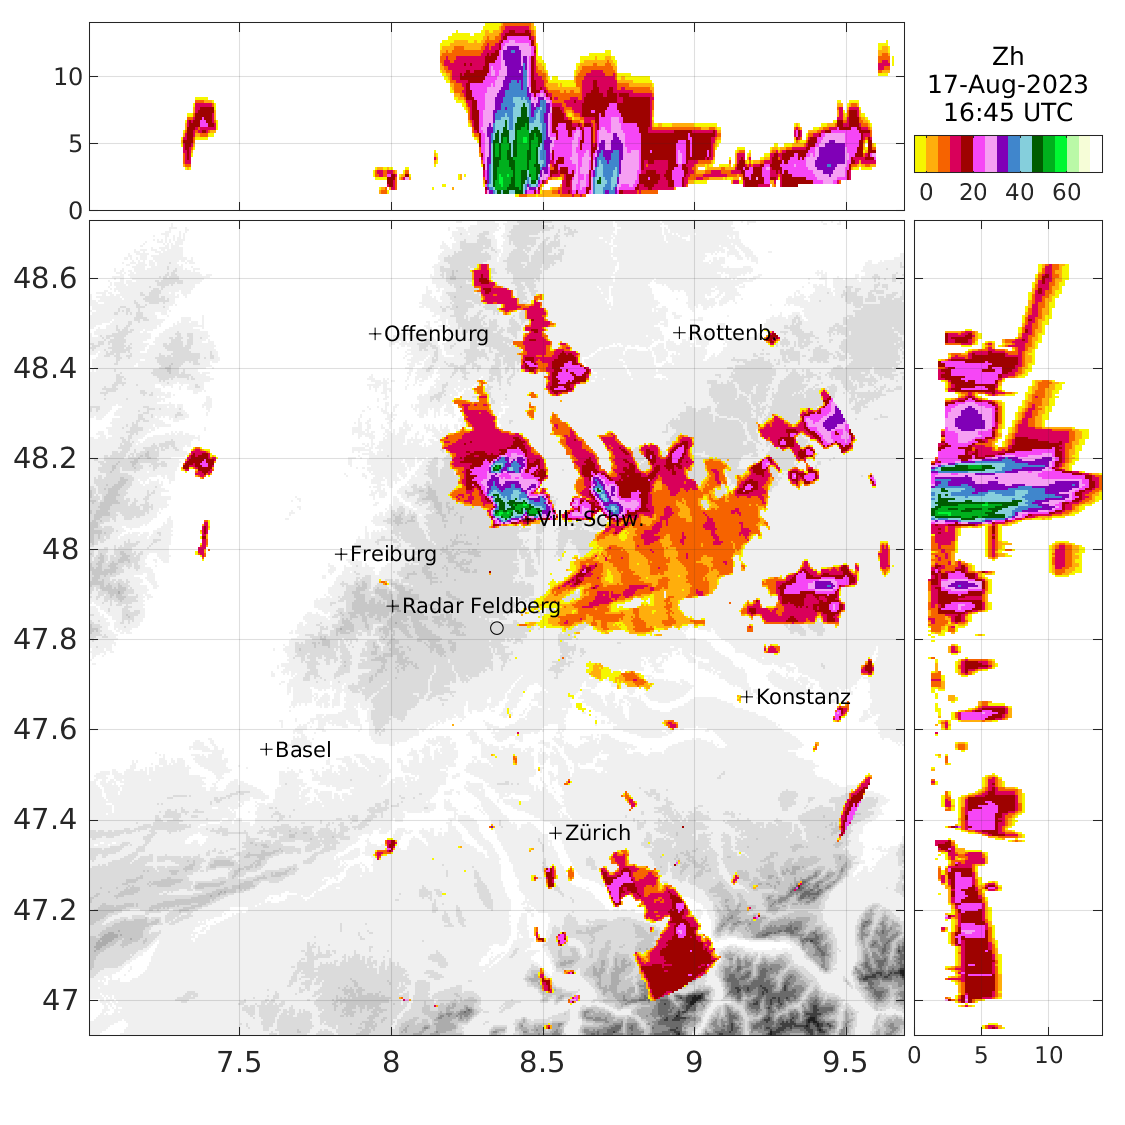 Zh
17-Aug-2023
16:45 UTC
0 20 40 60
10
5
0
48.6
48.4
48.2
48
47.8
47.6
47.4
47.2
47
Offenburg
Rottenb.
Vill.-Schw.
Freiburg
Radar Feldberg
Konstanz
Basel
Zürich
7.5 8 8.5 9 9.5
0 5 10